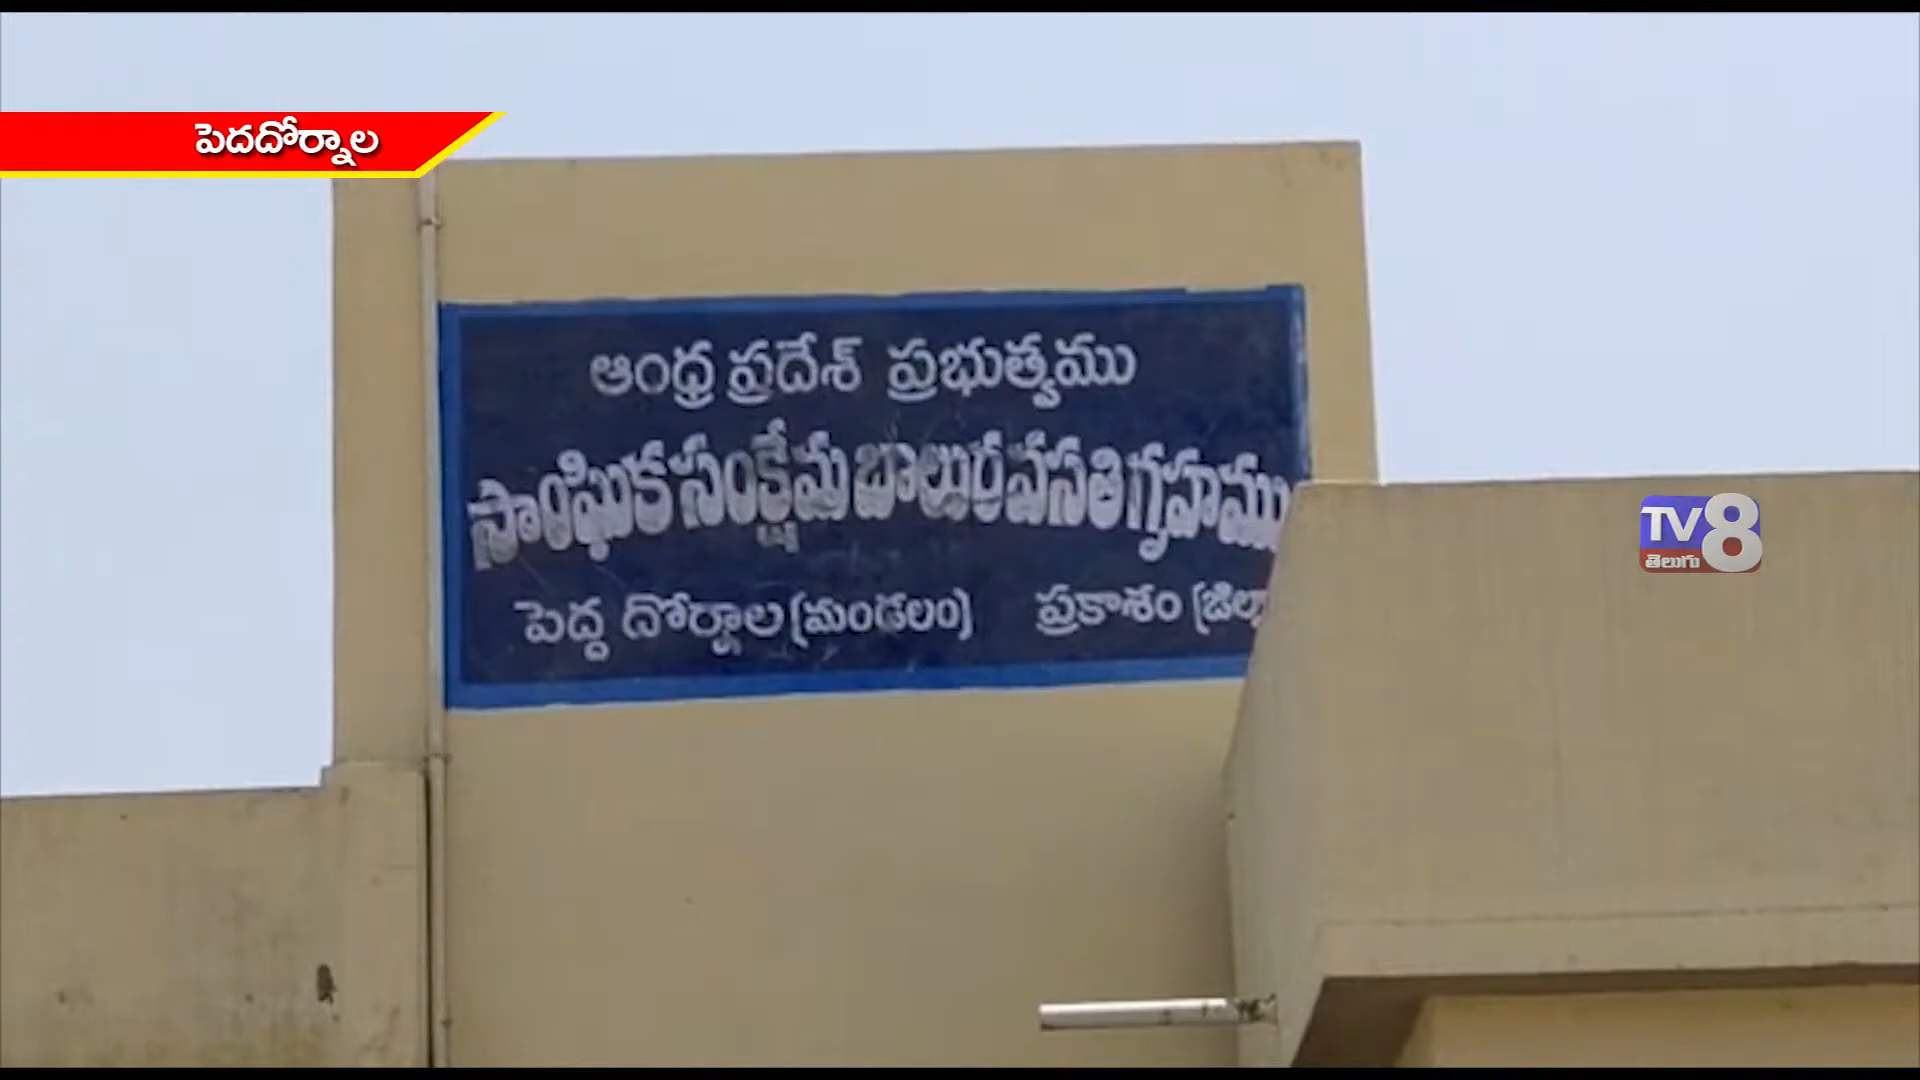 పెదదోర్నాల
ఆంధ్ర ప్రదేశ్ ప్రభుత్వము
సాంఘిక సంక్షేమ బాలుర వసతి గృహము
పెద్ద దోర్నాల (మండలం) ప్రకాశం (జిల్లా
TV8
తెలుగు